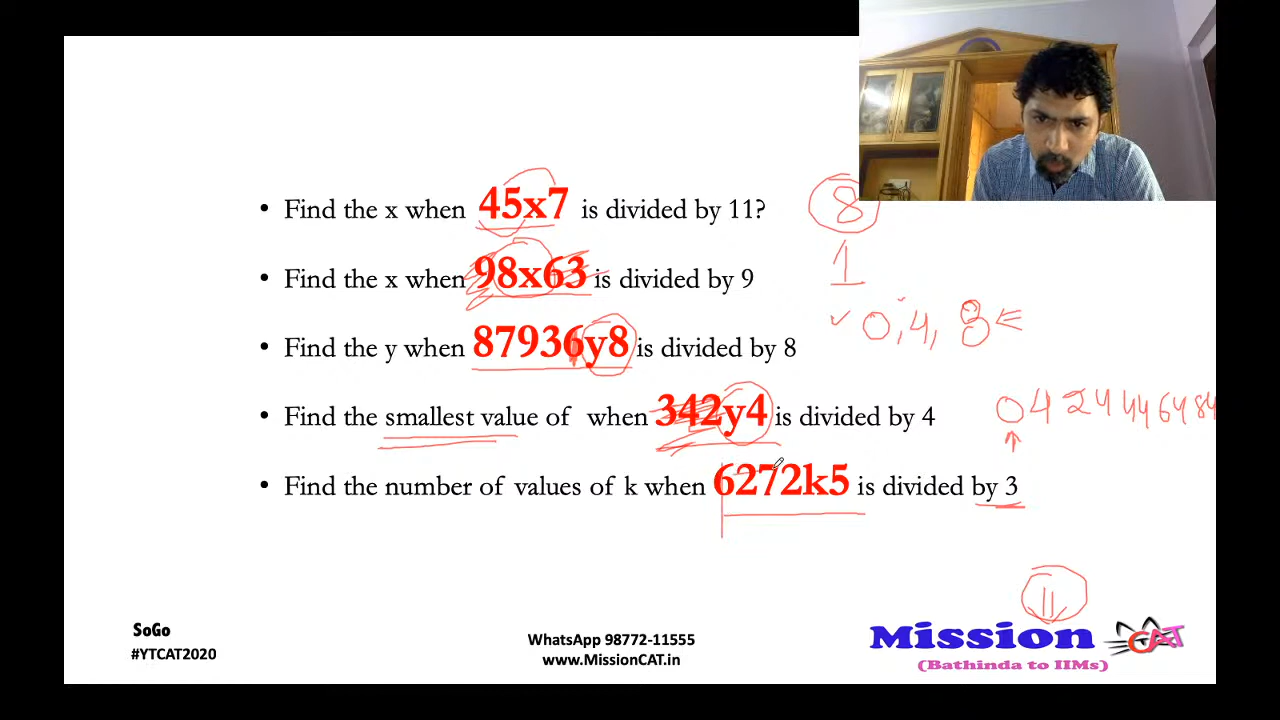 • Find the x when 45x7 is divided by 11? 8
• Find the x when 98x63 is divided by 9 1
0, 4, 8
• Find the y when 87936y8 is divided by 8
• Find the smallest value of when 342y4 is divided by 4 04 24 44 64 84
• Find the number of values of k when 6272k5 is divided by 3
11
SoGo
#YTCAT2020
WhatsApp 98772-11555
www.MissionCAT.in
Mission CAT
(Bathinda to IIMs)